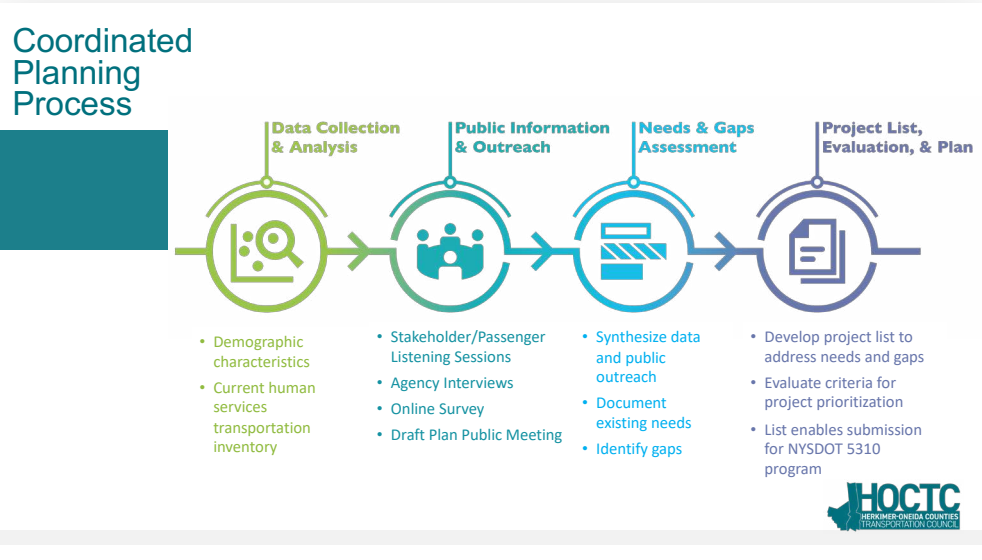 Coordinated
Planning
Process
Data Collection
& Analysis
Public Information
& Outreach
Needs & Gaps
Assessment
Project List,
Evaluation, & Plan
• Demographic
characteristics
• Current human
services
transportation
inventory
• Stakeholder/Passenger
Listening Sessions
• Agency Interviews
• Online Survey
• Draft Plan Public Meeting
• Synthesize data
and public
outreach
• Document
existing needs
• Identify gaps
• Develop project list to
address needs and gaps
• Evaluate criteria for
project prioritization
• List enables submission
for NYSDOT 5310
program
HOCTC
HERKIMER-ONEIDA COUNTIES
TRANSPORTATION COUNCIL